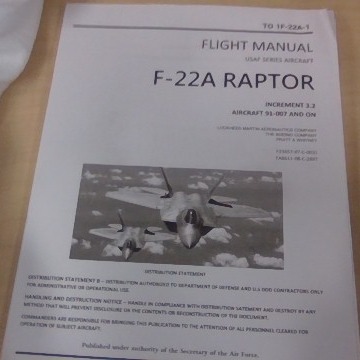 TO 1F-22A-1
FLIGHT MANUAL
USAF SERIES AIRCRAFT
F-22A RAPTOR
INCREMENT 3.2
AIRCRAFT 91-007 AND ON
LOCKHEED MARTIN AERONAUTICS COMPANY
THE BOEING COMPANY
PRATT & WHITNEY
DISTRIBUTION STATEMENT
DISTRIBUTION STATEMENT B - DISTRIBUTION AUTHORIZED TO DEPARTMENT OF DEFENSE AND U.S DOD CONTRACTORS ONLY
FOR ADMINISTRATIVE OR OPERATIONAL USE.
HANDLING AND DISTRUCTION NOTICE - HANDLE IN COMPLIANCE WITH DISTRIBUTION SATEMENT AND DESTROY BY ANY
METHOD THAT WILL PREVENT DISCLOSURE OR THE CONTENTS OR RECONSTRUCTION OF THE DOCUMENT.
COMMANDERS ARE RESPONSIBLE FOR BRINGING THIS PUBLICATION TO THE ATTENTION OF ALL PERSONNEL CLEARED FOR
OPERATION OF SUBJECT AIRCRAFT.
Published under authority of the Secretary of the Air Force.